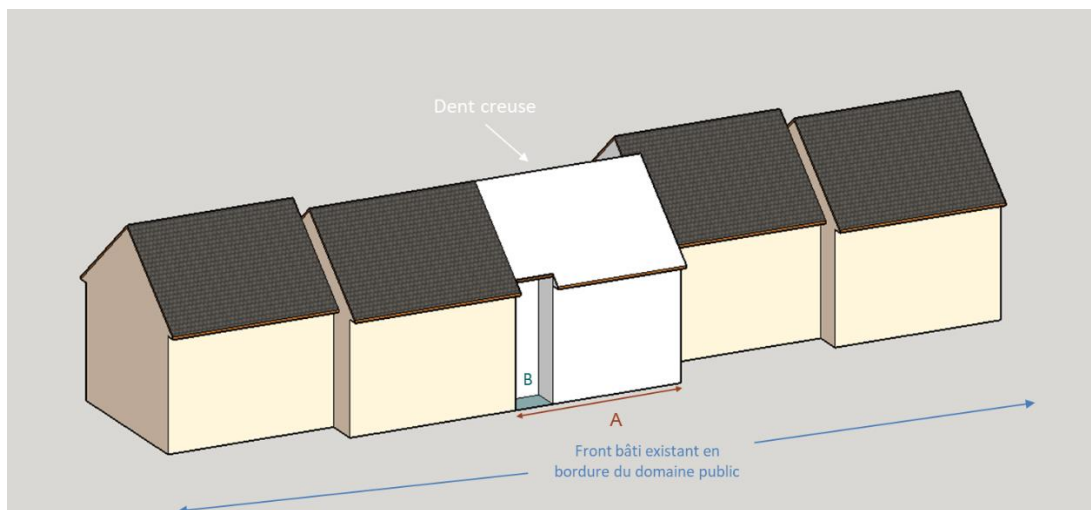 Dent creuse
B
A
Front bâti existant en
bordure du domaine public